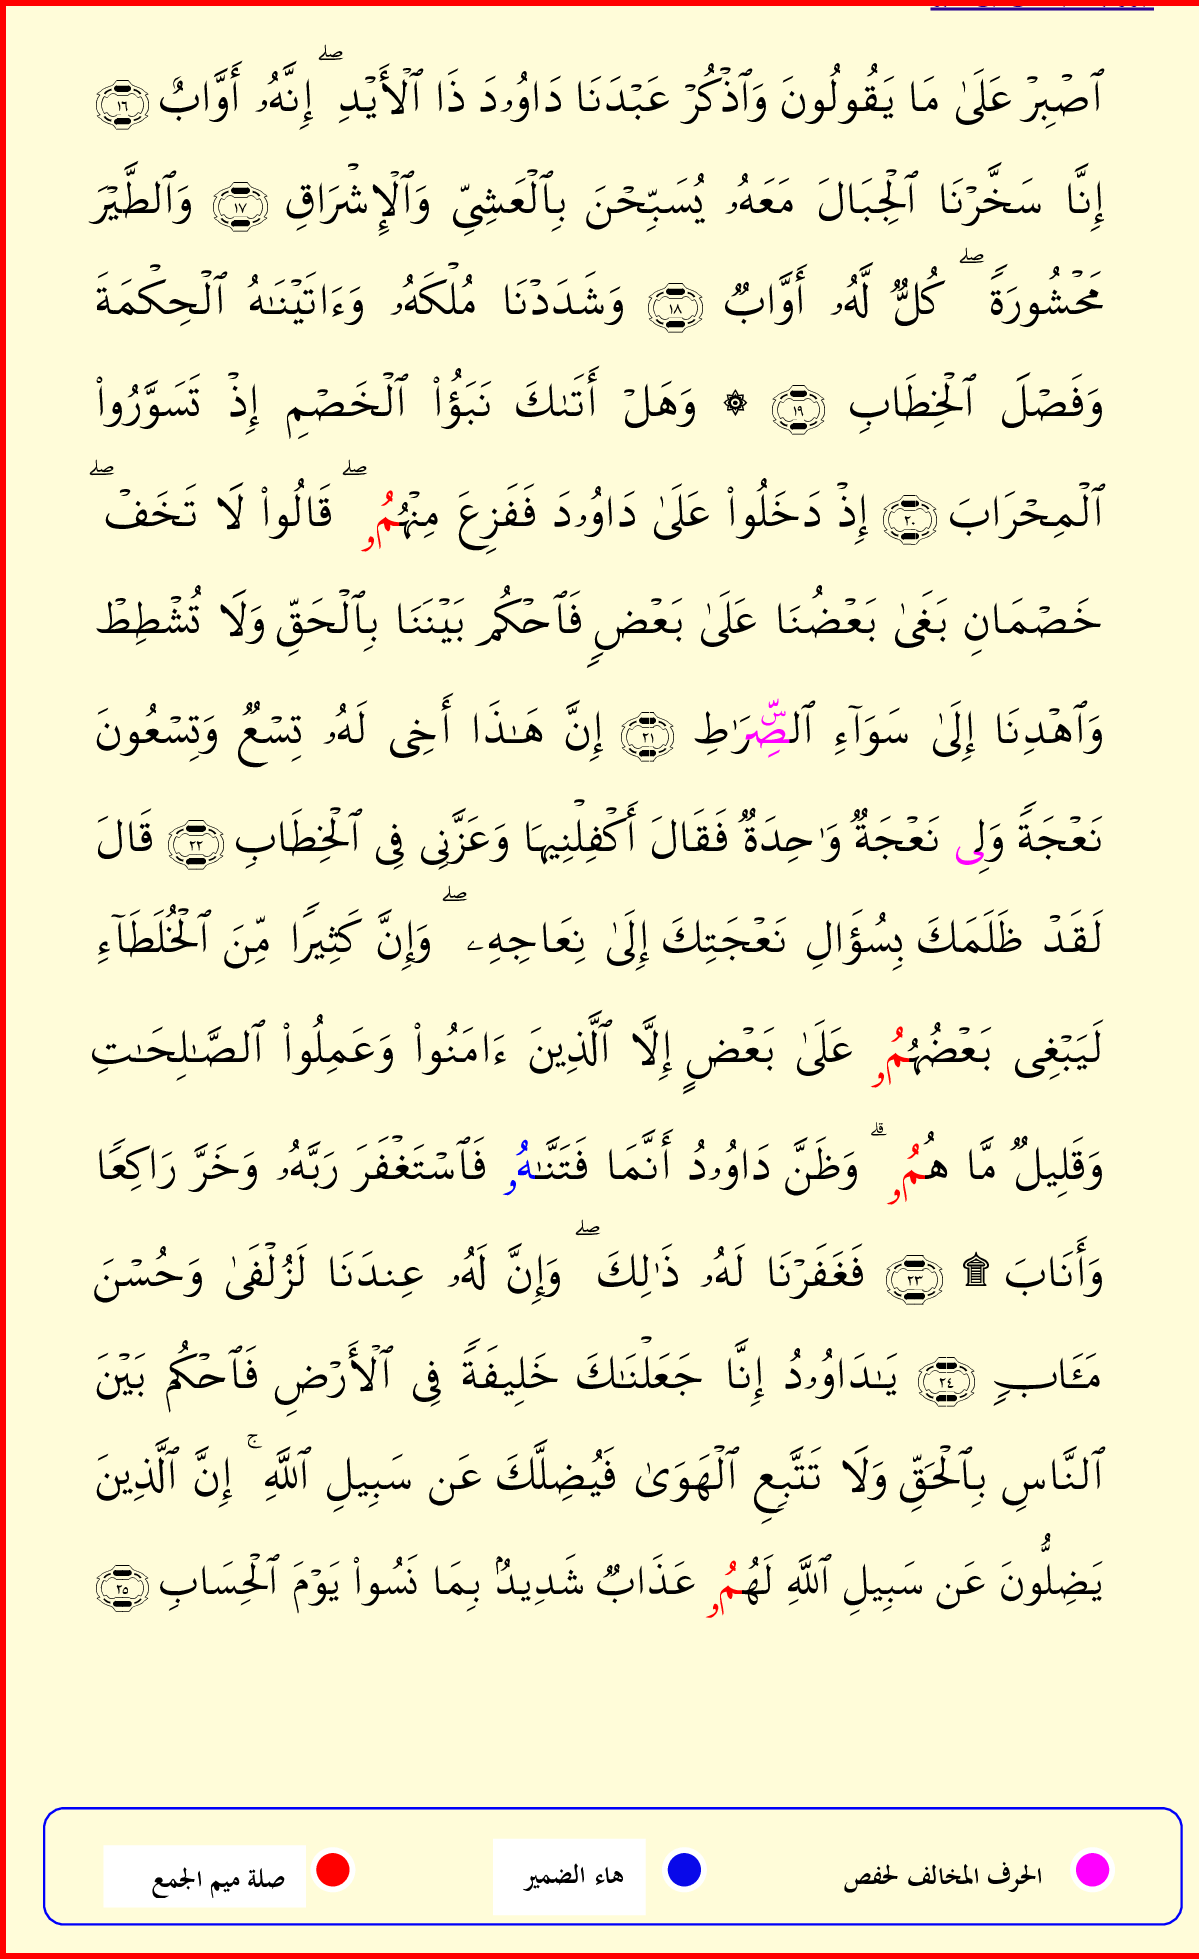 ٱصۡبِرۡ عَلَىٰ مَا يَقُولُونَ وَٱذۡكُرۡ عَبۡدَنَا دَاوُۥدَ ذَا ٱلۡأَيۡدِۖ إِنَّهُۥ أَوَّابٌ ١٦
إِنَّا سَخَّرۡنَا ٱلۡجِبَالَ مَعَهُۥ يُسَبِّحۡنَ بِٱلۡعَشِىِّ وَٱلۡإِشۡرَاقِ ١٧ وَٱلطَّيۡرَ
مَحۡشُورَةً ۖ كُلٌّ لَّهُۥ أَوَّابٌ ١٨ وَشَدَدۡنَا مُلۡكَهُۥ وَءَاتَيۡنَـٰهُ ٱلۡحِكۡمَةَ
وَفَصۡلَ ٱلۡخِطَابِ ١٩ ۞ وَهَلۡ أَتَىٰكَ نَبَؤُاْ ٱلۡخَصۡمِ إِذۡ تَسَوَّرُواْ
ٱلۡمِحۡرَابَ ٢٠ إِذۡ دَخَلُواْ عَلَىٰ دَاوُۥدَ فَفَزِعَ مِنۡهُمُۥ ۖ قَالُواْ لَا تَخَفۡ ۖ
خَصۡمَانِ بَغَىٰ بَعۡضُنَا عَلَىٰ بَعۡضٍ فَٱحۡكُم بَيۡنَنَا بِٱلۡحَقِّ وَلَا تُشۡطِطۡ
وَٱهۡدِنَا إِلَىٰ سَوَآءِ ٱلصِّۜرَٰطِ ٢١ إِنَّ هَـٰذَا أَخِى لَهُۥ تِسۡعٌ وَتِسۡعُونَ
نَعۡجَةً وَلِى نَعۡجَةٌ وَٰحِدَةٌ فَقَالَ أَكۡفِلۡنِيهَا وَعَزَّنِى فِى ٱلۡخِطَابِ ٢٢ قَالَ
لَقَدۡ ظَلَمَكَ بِسُؤَالِ نَعۡجَتِكَ إِلَىٰ نِعَاجِهِۦ ۖ وَإِنَّ كَثِيرًا مِّنَ ٱلۡخُلَطَآءِ
لَيَبۡغِى بَعۡضُهُمُۥ عَلَىٰ بَعۡضٍ إِلَّا ٱلَّذِينَ ءَامَنُواْ وَعَمِلُواْ ٱلصَّـٰلِحَـٰتِ
وَقَلِيلٌ مَّا هُمُۥ ۗ وَظَنَّ دَاوُۥدُ أَنَّمَا فَتَنَّـٰهُۥ فَٱسۡتَغۡفَرَ رَبَّهُۥ وَخَرَّ رَاكِعًا
وَأَنَابَ ۩ ٢٣ فَغَفَرۡنَا لَهُۥ ذَٰلِكَ ۖ وَإِنَّ لَهُۥ عِندَنَا لَزُلۡفَىٰ وَحُسۡنَ
مَـَٔابٍ ٢٤ يَـٰدَاوُۥدُ إِنَّا جَعَلۡنَـٰكَ خَلِيفَةً فِى ٱلۡأَرۡضِ فَٱحۡكُم بَيۡنَ
ٱلنَّاسِ بِٱلۡحَقِّ وَلَا تَتَّبِعِ ٱلۡهَوَىٰ فَيُضِلَّكَ عَن سَبِيلِ ٱللَّهِ ۚ إِنَّ ٱلَّذِينَ
يَضِلُّونَ عَن سَبِيلِ ٱللَّهِ لَهُمُۥ عَذَابٌ شَدِيدُۢ بِمَا نَسُواْ يَوۡمَ ٱلۡحِسَابِ ٢٥
الحرف المخالف لحفص هاء الضمير صلة ميم الجمع